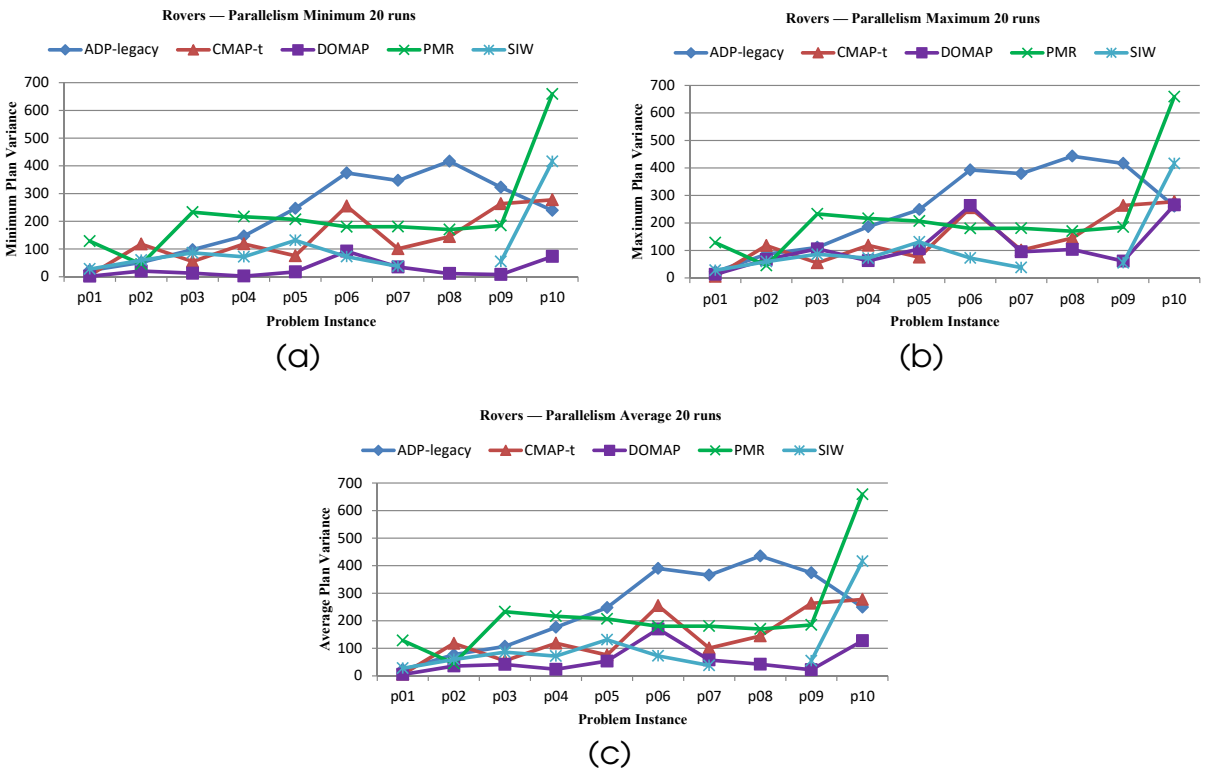 Rovers — Parallelism Minimum 20 runs
ADP-legacy CMAP-t DOMAP PMR SIW
Minimum Plan Variance
700
600
500
400
300
200
100
0
p01 p02 p03 p04 p05 p06 p07 p08 p09 p10
Problem Instance
(a)
Rovers — Parallelism Maximum 20 runs
ADP-legacy CMAP-t DOMAP PMR SIW
Maximum Plan Variance
700
600
500
400
300
200
100
0
p01 p02 p03 p04 p05 p06 p07 p08 p09 p10
Problem Instance
(b)
Rovers — Parallelism Average 20 runs
ADP-legacy CMAP-t DOMAP PMR SIW
Average Plan Variance
700
600
500
400
300
200
100
0
p01 p02 p03 p04 p05 p06 p07 p08 p09 p10
Problem Instance
(c)